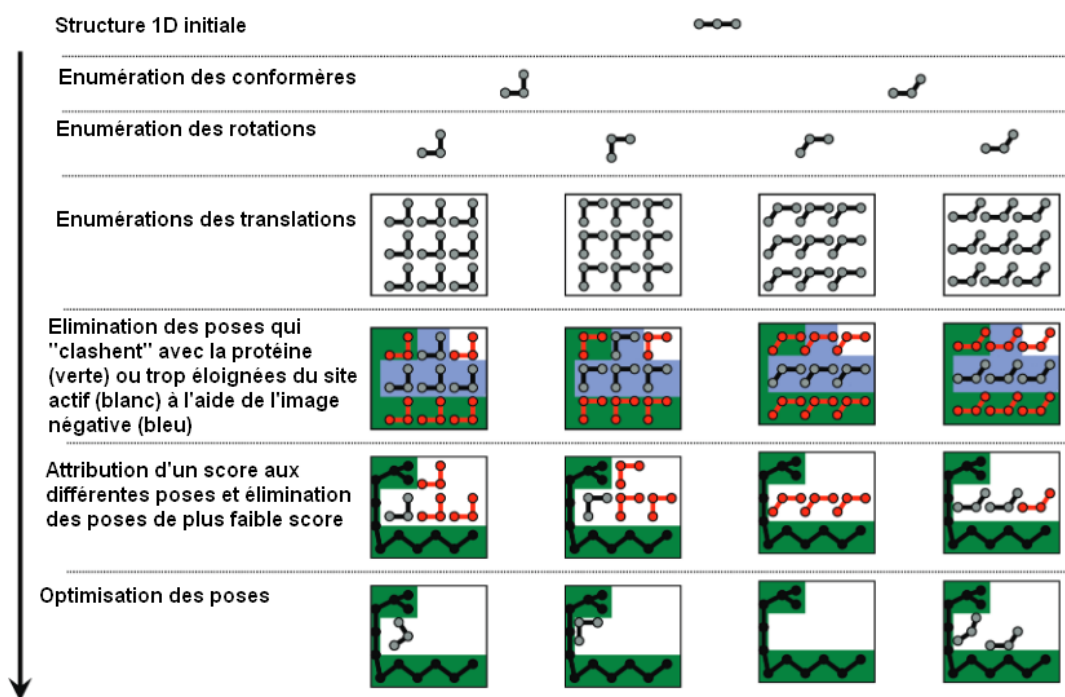 Structure 1D initiale
Enumération des conformères
Enumération des rotations
Enumérations des translations
Elimination des poses qui
"clashent" avec la protéine
(verte) ou trop éloignées du site
actif (blanc) à l'aide de l'image
négative (bleu)
Attribution d'un score aux
différentes poses et élimination
des poses de plus faible score
Optimisation des poses